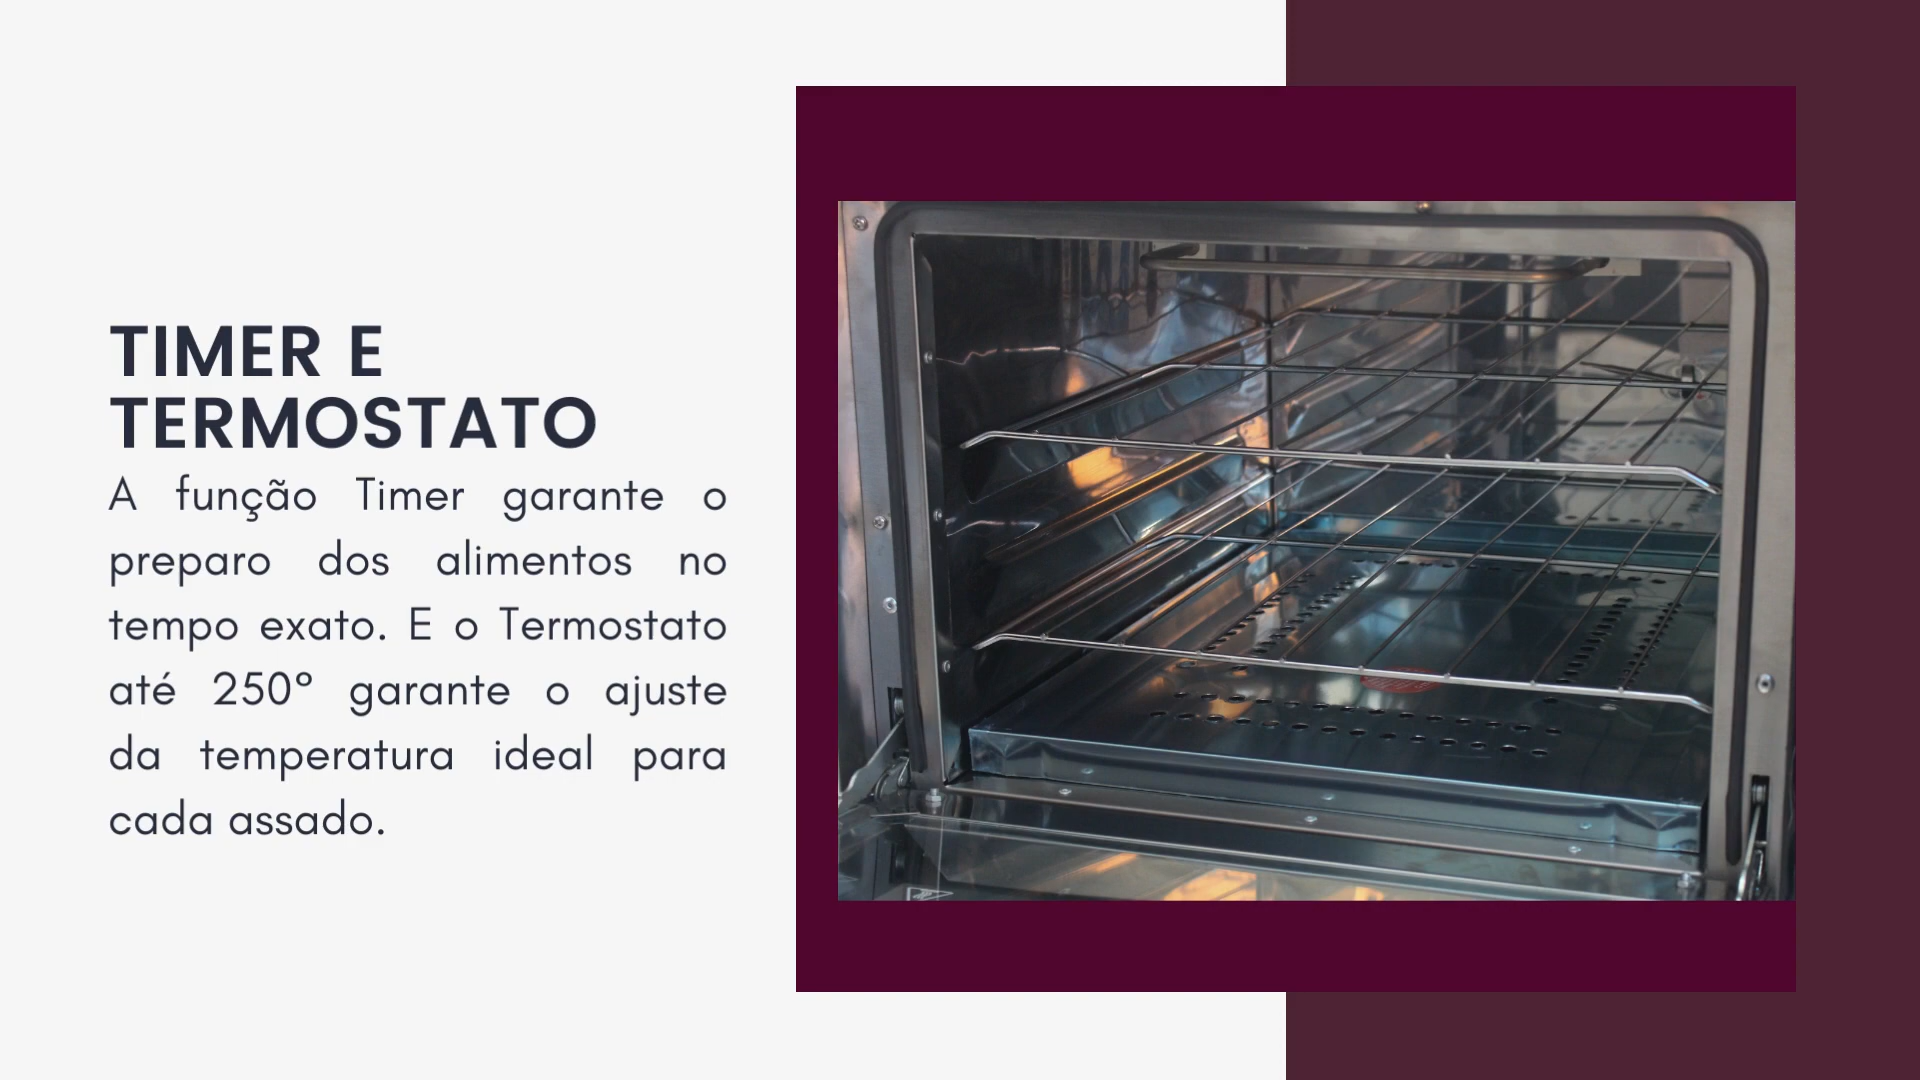 TIMER E
TERMOSTATO
A função Timer garante o
preparo dos alimentos no
tempo exato. E o Termostato
até 250° garante o ajuste
da temperatura ideal para
cada assado.